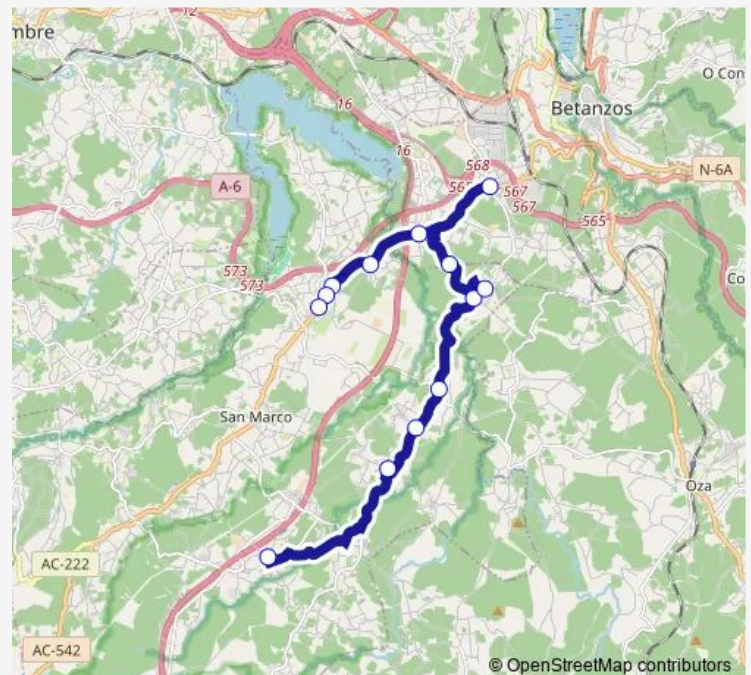 mbre
12
O Con
Betanzos
16
N-6A
16
568
A-6
567
567
565
573
573
Co
San Marco
Oza
AC-222
AC-542
© OpenStreetMap contributors